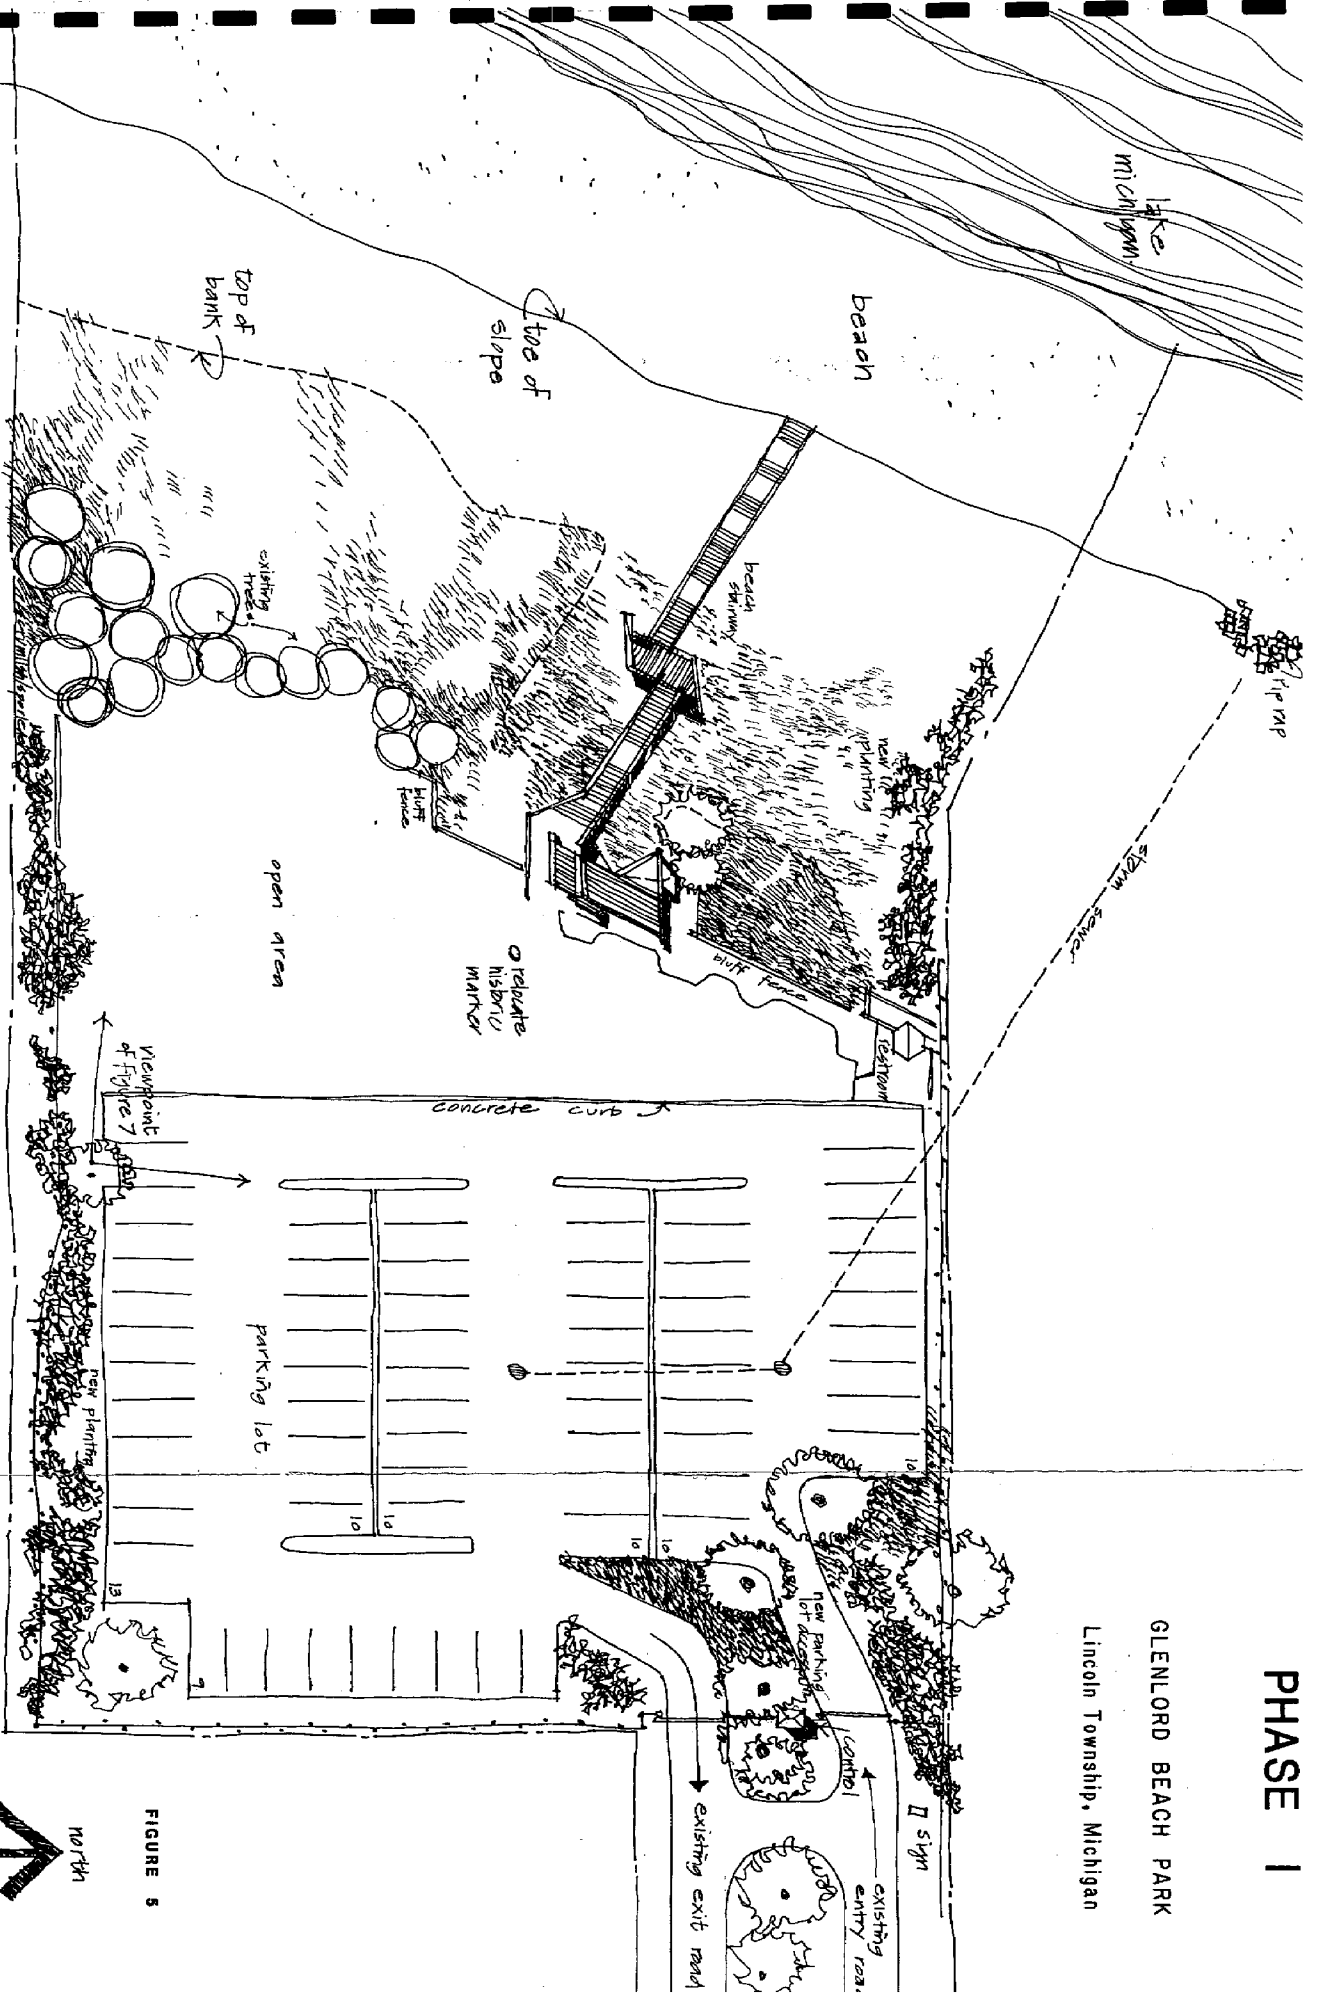 PHASE 1
GLENLORD BEACH PARK
Lincoln Township, Michigan
lake
michigan
beach
toe of
slope
top of
bank
rip rap
storm sewer
existing
trees
beach
stairway
new
planting
bluff
fence
bluff fence
restroom
open area
relocate
historic
marker
viewpoint
of figure 7
concrete curb
parking lot
new planting
10
10
10
10
10
13
9
new parking
lot access
control
sign
existing
entry road
existing exit road
north
FIGURE 5